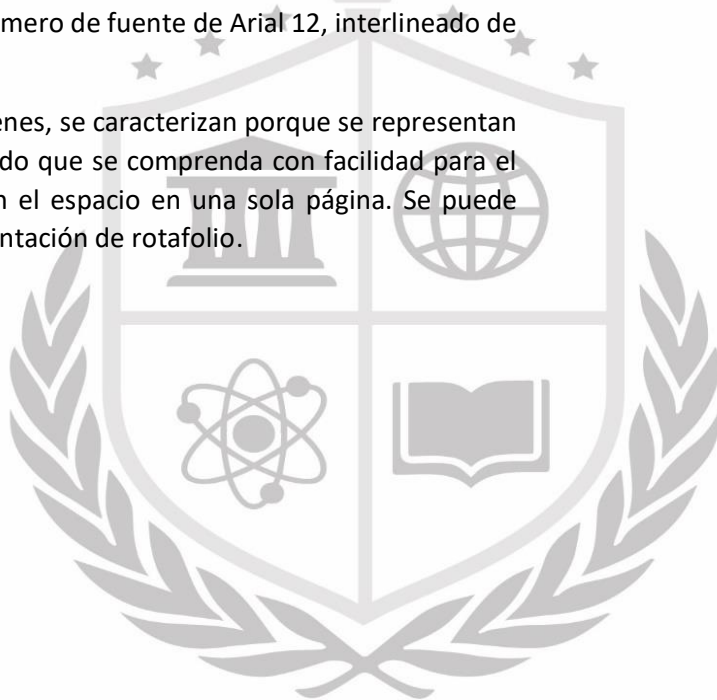 mero de fuente de Arial 12, interlineado de
enes, se caracterizan porque se representan
do que se comprenda con facilidad para el
n el espacio en una sola página. Se puede
ntación de rotafolio.